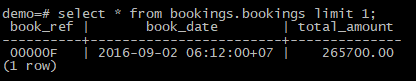 demo=# select * from bookings.bookings limit 1;
 book_ref |       book_date        | total_amount
----------+------------------------+--------------
 00000F   | 2016-09-02 06:12:00+07 |    265700.00
(1 row)